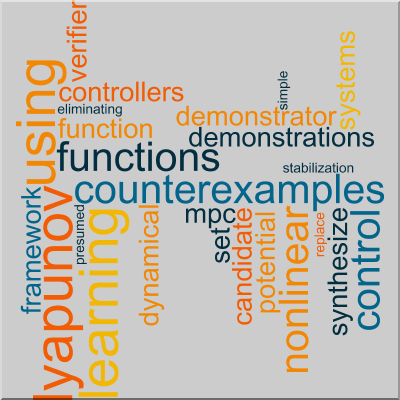 verifier
using
controllers
simple
systems
eliminating
function
demonstrator
demonstrations
functions
stabilization
counterexamples
framework
lyapunov
presumed
learning
dynamical
mpc
set
candidate
potential
nonlinear
replace
synthesize
control